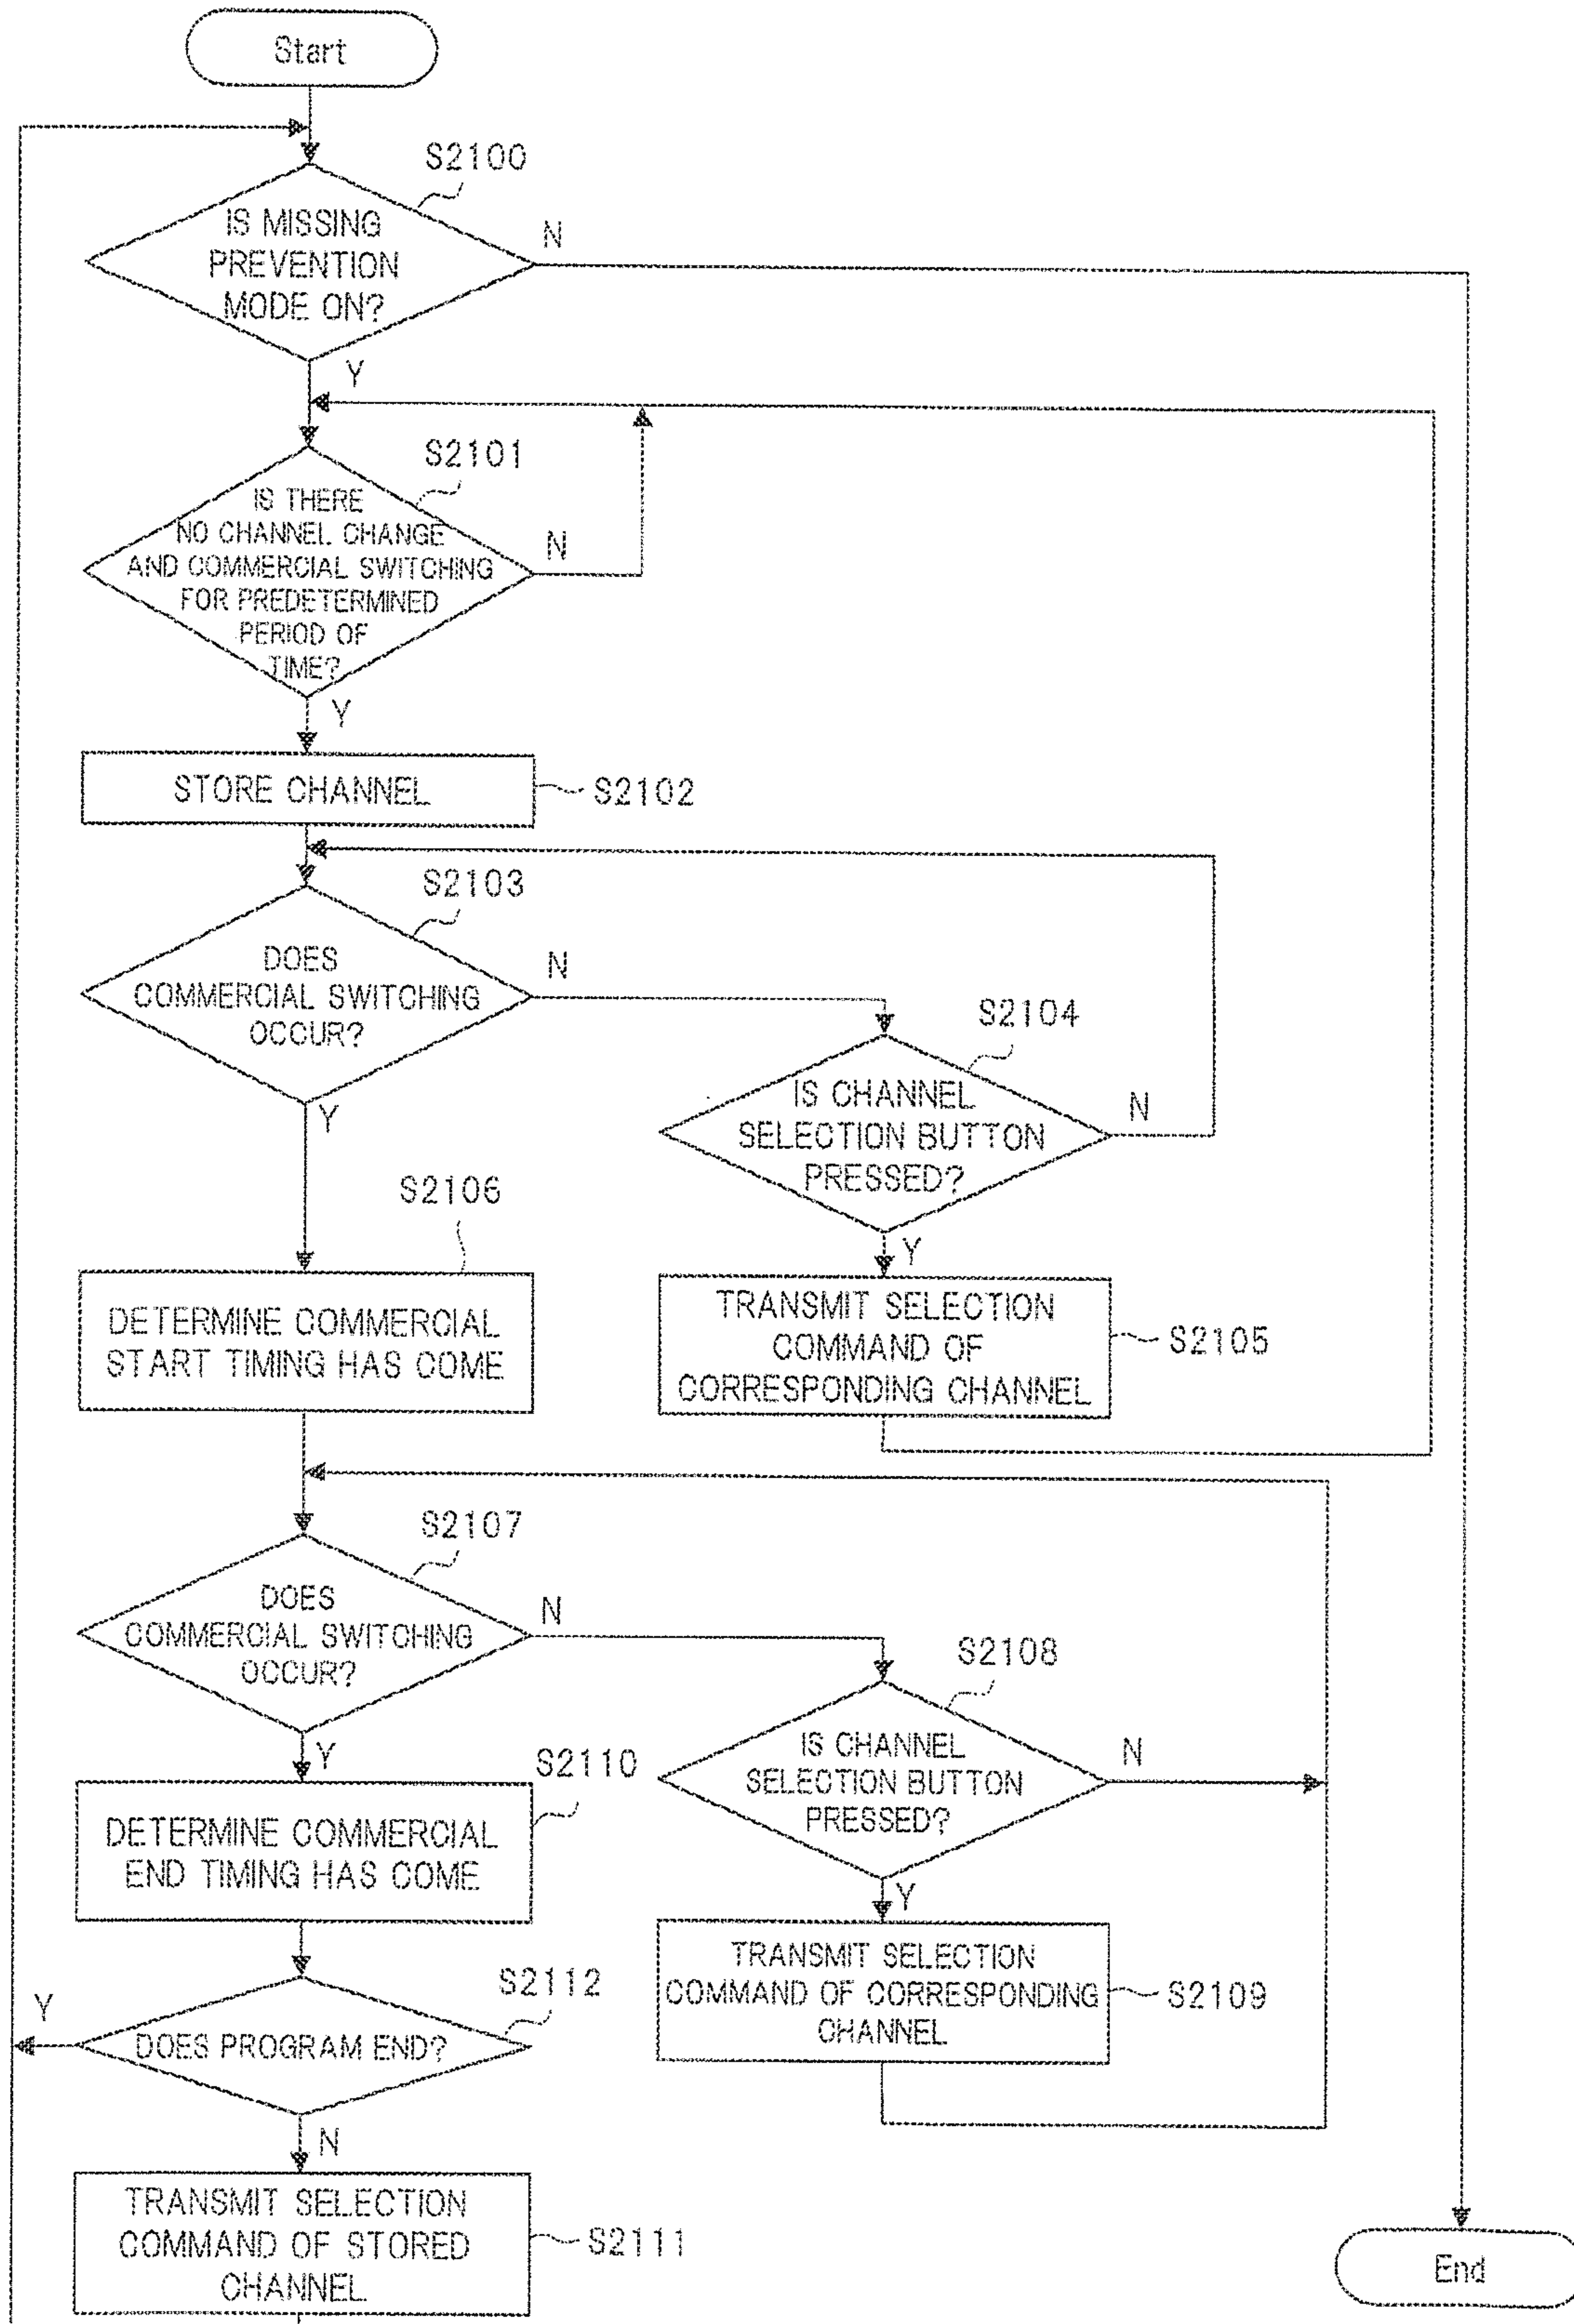 Start
S2100
IS MISSING
PREVENTION
MODE ON?
N
Y
S2101
IS THERE
NO CHANNEL CHANGE
AND COMMERCIAL SWITCHING
FOR PREDETERMINED
PERIOD OF
TIME?
N
Y
STORE CHANNEL
S2102
S2103
DOES
COMMERCIAL SWITCHING
OCCUR?
N
Y
S2104
IS CHANNEL
SELECTION BUTTON
PRESSED?
N
Y
TRANSMIT SELECTION
COMMAND OF
CORRESPONDING CHANNEL
S2105
S2106
DETERMINE COMMERCIAL
START TIMING HAS COME
S2107
DOES
COMMERCIAL SWITCHING
OCCUR?
N
Y
S2108
IS CHANNEL
SELECTION BUTTON
PRESSED?
N
Y
TRANSMIT SELECTION
COMMAND OF CORRESPONDING
CHANNEL
S2109
S2110
DETERMINE COMMERCIAL
END TIMING HAS COME
S2112
DOES PROGRAM END?
Y
N
TRANSMIT SELECTION
COMMAND OF STORED
CHANNEL
S2111
End